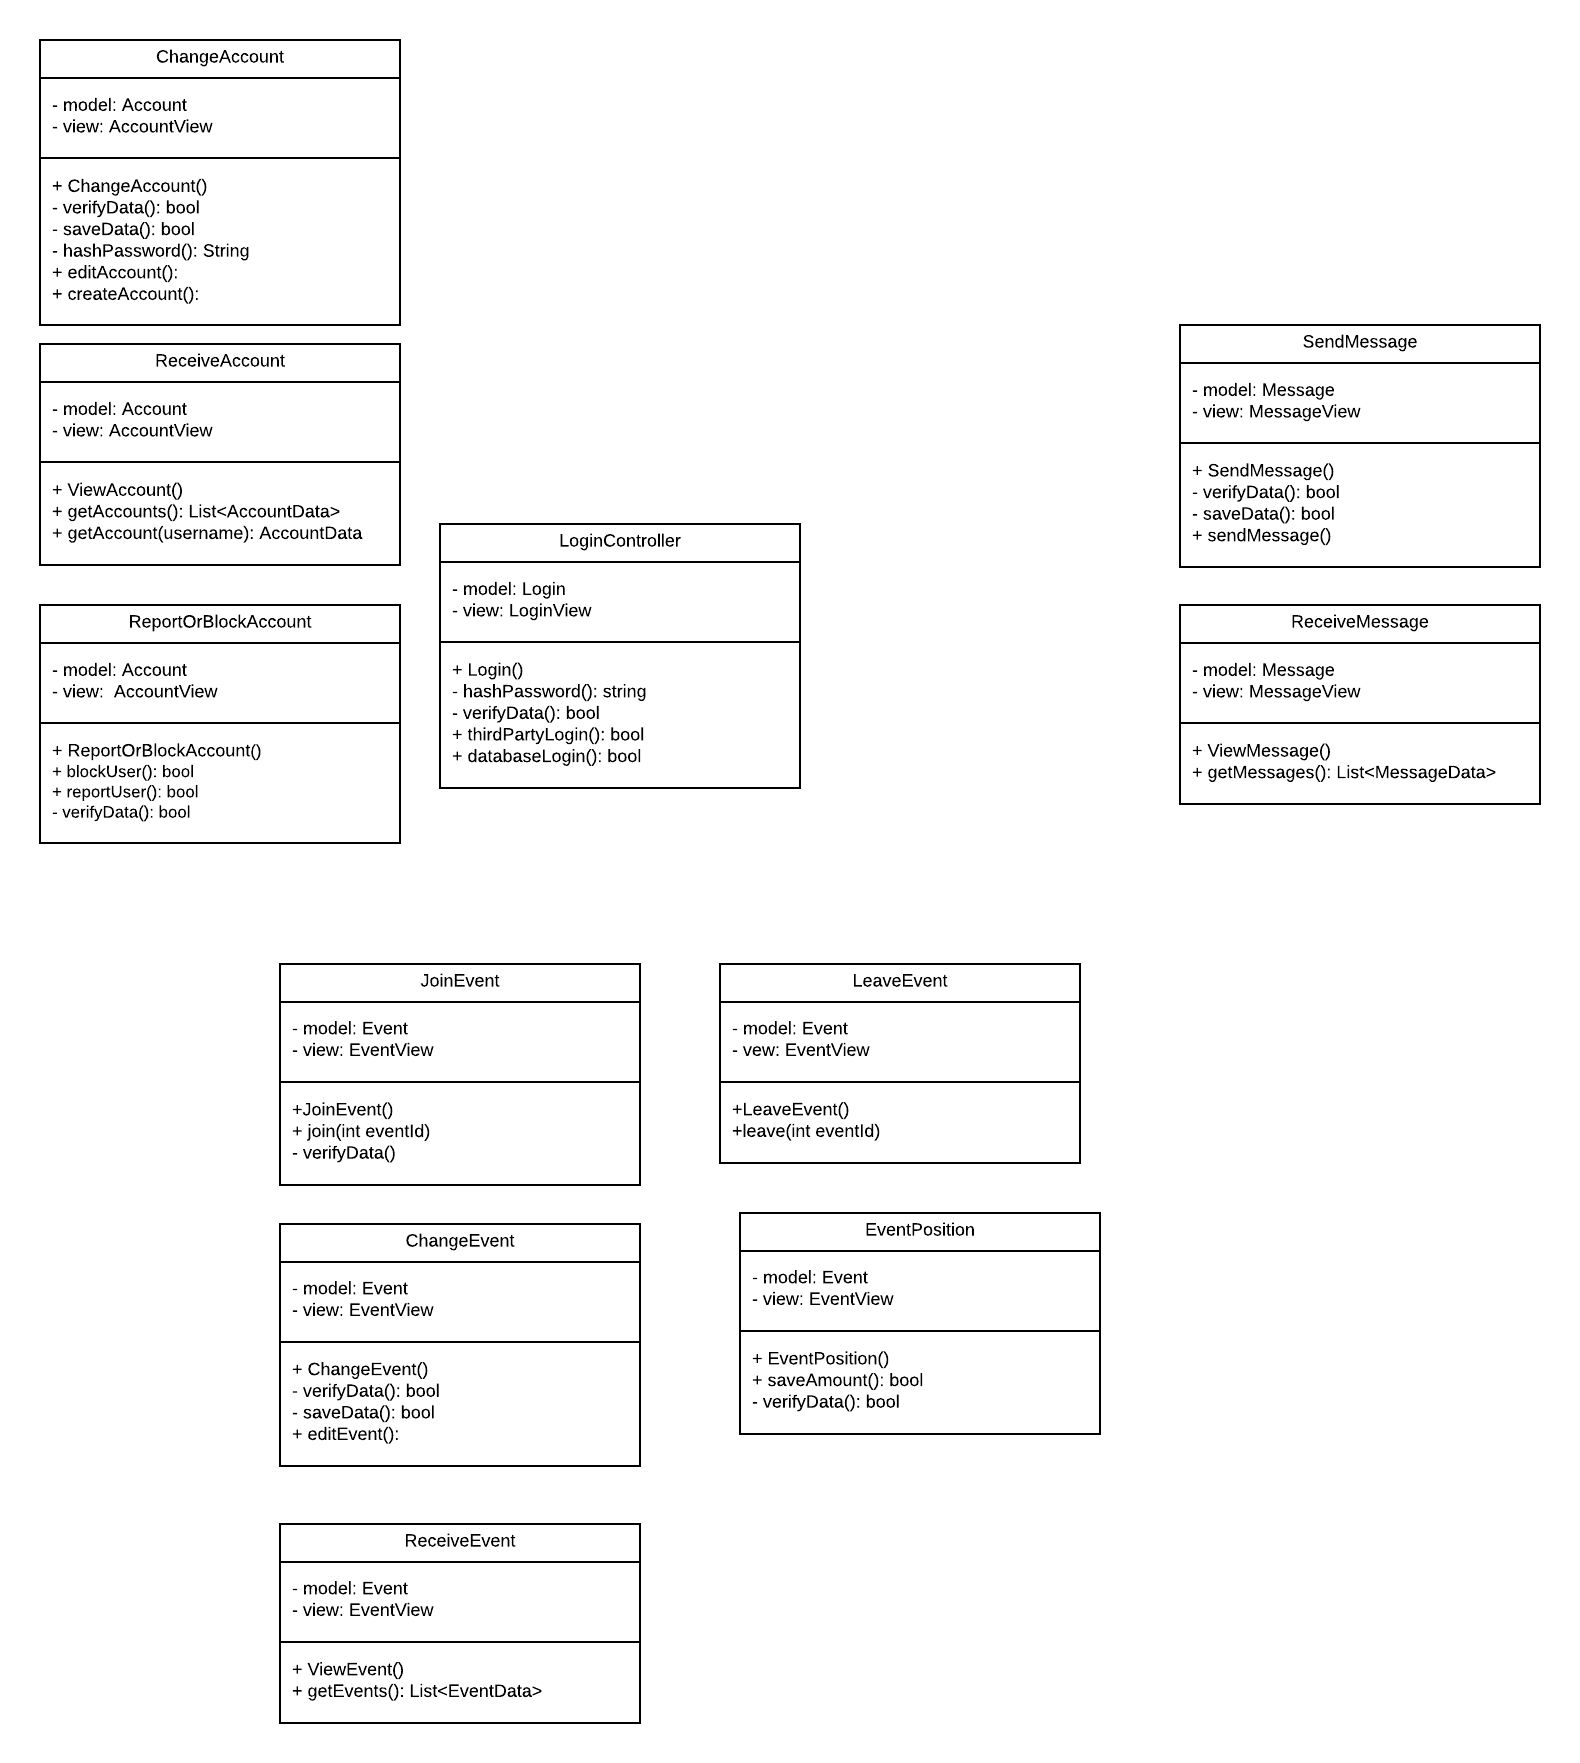 ChangeAccount
- model: Account
- view: AccountView
+ ChangeAccount()
- verifyData(): bool
- saveData(): bool
- hashPassword(): String
+ editAccount():
+ createAccount():
ReceiveAccount
- model: Account
- view: AccountView
+ ViewAccount()
+ getAccounts(): List<AccountData>
+ getAccount(username): AccountData
ReportOrBlockAccount
- model: Account
- view:  AccountView
+ ReportOrBlockAccount()
+ blockUser(): bool
+ reportUser(): bool
- verifyData(): bool
LoginController
- model: Login
- view: LoginView
+ Login()
- hashPassword(): string
- verifyData(): bool
+ thirdPartyLogin(): bool
+ databaseLogin(): bool
SendMessage
- model: Message
- view: MessageView
+ SendMessage()
- verifyData(): bool
- saveData(): bool
+ sendMessage()
ReceiveMessage
- model: Message
- view: MessageView
+ ViewMessage()
+ getMessages(): List<MessageData>
JoinEvent
- model: Event
- view: EventView
+JoinEvent()
+ join(int eventId)
- verifyData()
LeaveEvent
- model: Event
- vew: EventView
+LeaveEvent()
+leave(int eventId)
ChangeEvent
- model: Event
- view: EventView
+ ChangeEvent()
- verifyData(): bool
- saveData(): bool
+ editEvent():
EventPosition
- model: Event
- view: EventView
+ EventPosition()
+ saveAmount(): bool
- verifyData(): bool
ReceiveEvent
- model: Event
- view: EventView
+ ViewEvent()
+ getEvents(): List<EventData>